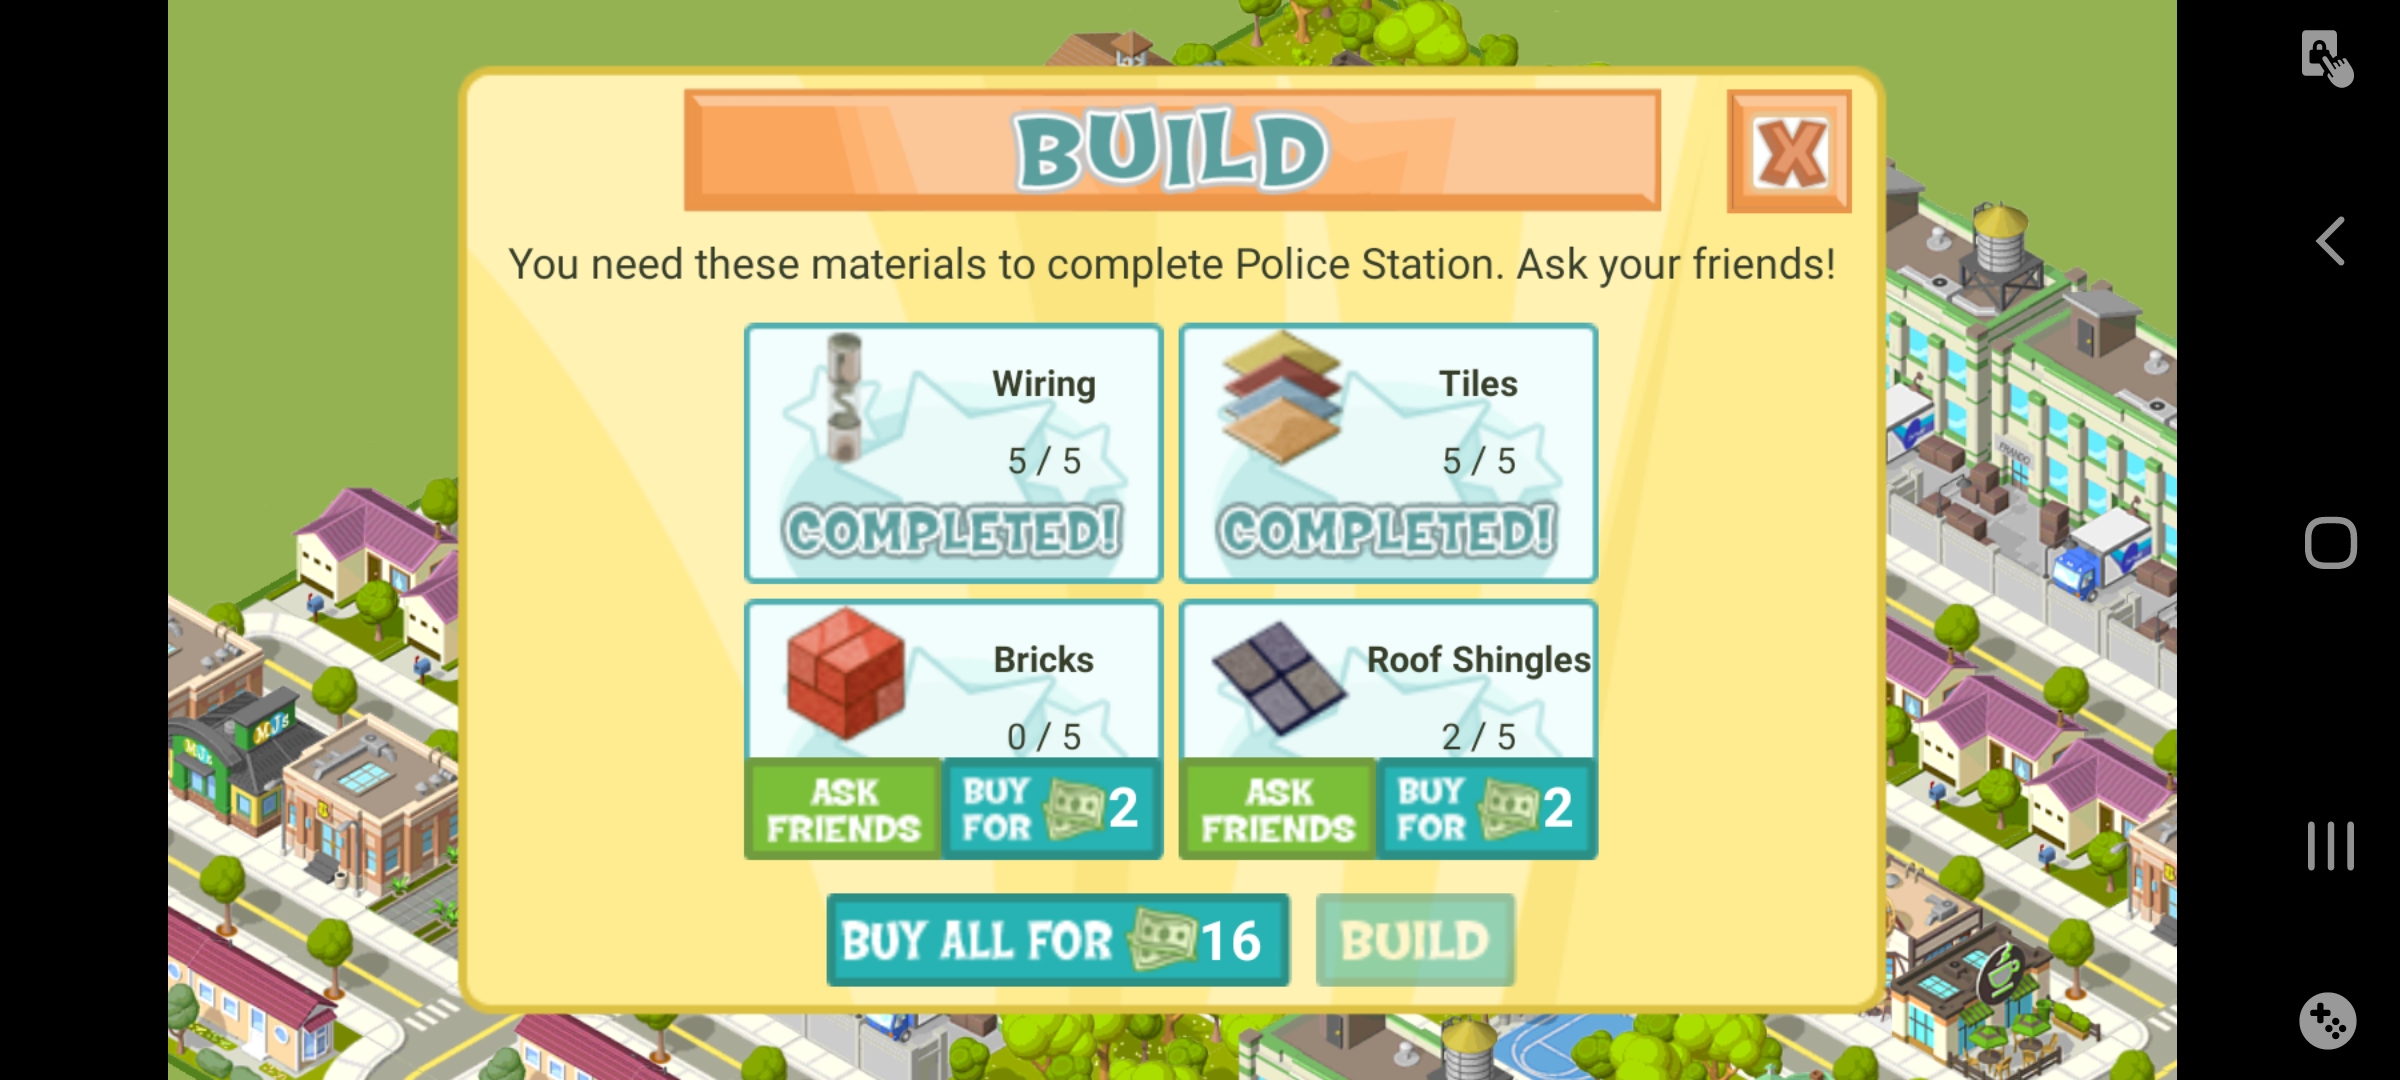 BUILD
X
You need these materials to complete Police Station. Ask your friends!
Wiring
5 / 5
COMPLETED!
Tiles
5 / 5
COMPLETED!
Bricks
0 / 5
ASK FRIENDS
BUY FOR 2
Roof Shingles
2 / 5
ASK FRIENDS
BUY FOR 2
BUY ALL FOR 16
BUILD
MJs
MJs